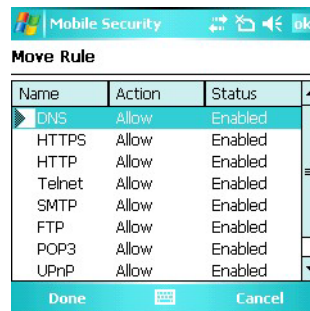 Mobile Security ok
Move Rule
Name Action Status
DNS Allow Enabled
HTTPS Allow Enabled
HTTP Allow Enabled
Telnet Allow Enabled
SMTP Allow Enabled
FTP Allow Enabled
POP3 Allow Enabled
UPnP Allow Enabled
Done Cancel